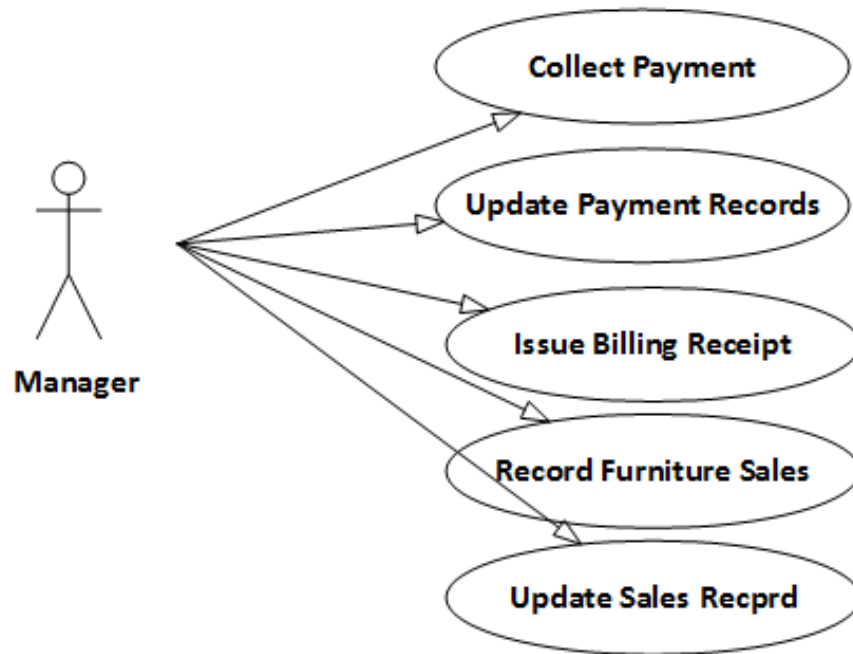 Collect Payment
Update Payment Records
Issue Billing Receipt
Manager
Record Furniture Sales
Update Sales Recprd